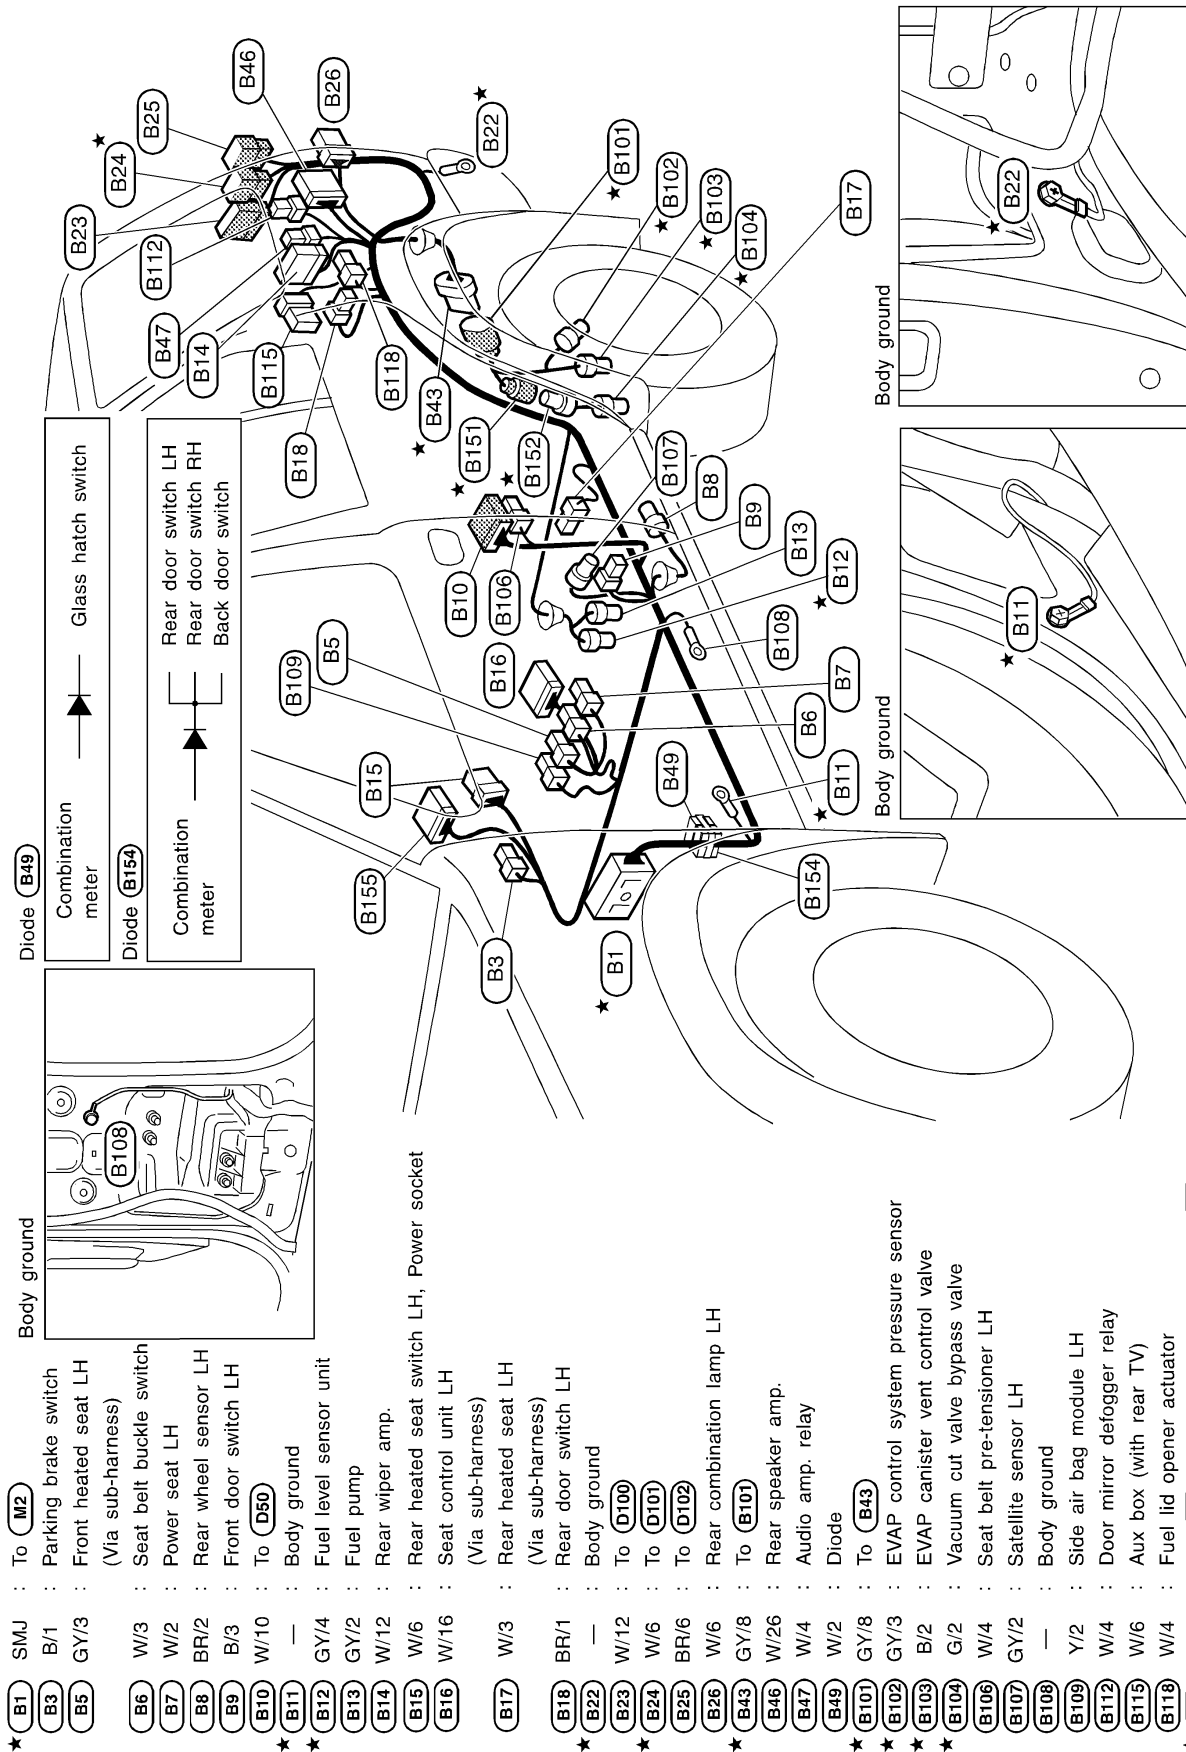 ★ B1 SMJ : To M2
B3 B/1 : Parking brake switch
B5 GY/3 : Front heated seat LH
(Via sub-harness)
B6 W/3 : Seat belt buckle switch
B7 W/2 : Power seat LH
B8 BR/2 : Rear wheel sensor LH
B9 B/3 : Front door switch LH
B10 W/10 : To D50
★ B11 — : Body ground
★ B12 GY/4 : Fuel level sensor unit
B13 GY/2 : Fuel pump
B14 W/12 : Rear wiper amp.
B15 W/6 : Rear heated seat switch LH, Power socket
B16 W/16 : Seat control unit LH
(Via sub-harness)
B17 W/3 : Rear heated seat LH
(Via sub-harness)
B18 BR/1 : Rear door switch LH
★ B22 — : Body ground
B23 W/12 : To D100
★ B24 W/6 : To D101
B25 BR/6 : To D102
B26 W/6 : Rear combination lamp LH
★ B43 GY/8 : To B101
B46 W/26 : Rear speaker amp.
B47 W/4 : Audio amp. relay
B49 W/2 : Diode
★ B101 GY/8 : To B43
★ B102 GY/3 : EVAP control system pressure sensor
★ B103 B/2 : EVAP canister vent control valve
★ B104 G/2 : Vacuum cut valve bypass valve
B106 W/4 : Seat belt pre-tensioner LH
B107 GY/2 : Satellite sensor LH
B108 — : Body ground
B109 Y/2 : Side air bag module LH
B112 W/4 : Door mirror defogger relay
B115 W/6 : Aux box (with rear TV)
B118 W/4 : Fuel lid opener actuator
Body ground
B108
Diode B49
Combination
meter
Glass hatch switch
Diode B154
Combination
meter
Rear door switch LH
Rear door switch RH
Back door switch
B23
★ B24
B25
B46
B26
B112
B47
B14
B115
B18
B118
★ B43
★ B22
★ B101
★ B102
★ B103
★ B104
B17
★ B151
★ B152
B10
B106
B107
B8
B9
B13
★ B12
B108
B16
B5
B109
B7
B6
B15
B155
B49
★ B11
B154
B3
★ B1
Body ground
★ B11
Body ground
★ B22